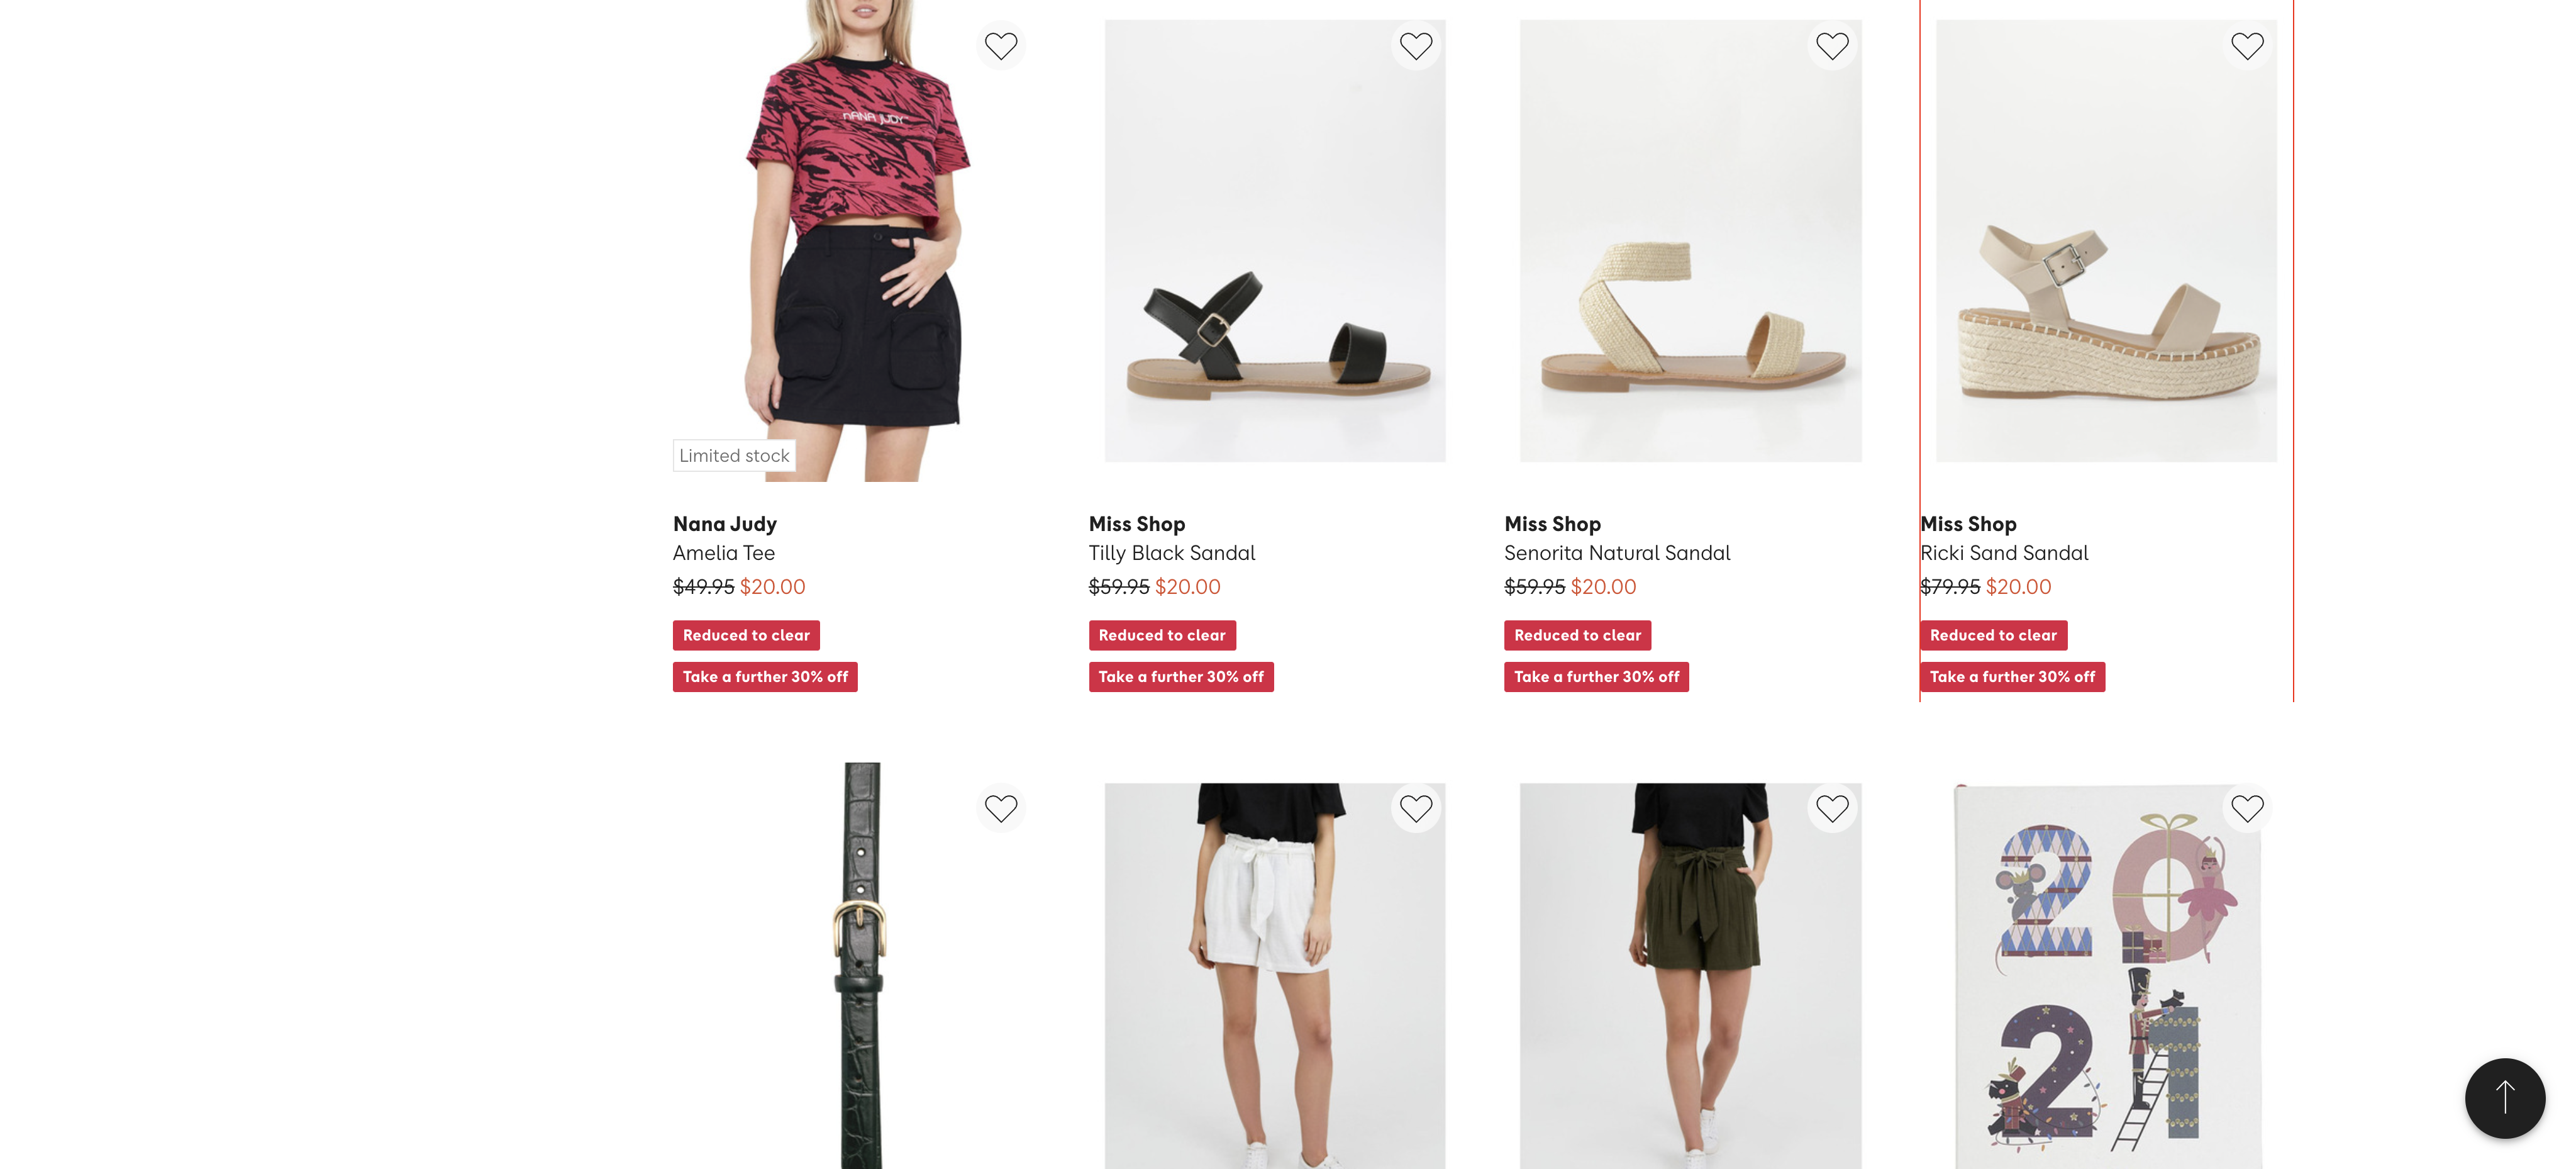 nANA JUDY
Limited stock
Nana Judy
Amelia Tee
$49.95 $20.00
Reduced to clear
Take a further 30% off
Miss Shop
Tilly Black Sandal
$59.95 $20.00
Reduced to clear
Take a further 30% off
Miss Shop
Senorita Natural Sandal
$59.95 $20.00
Reduced to clear
Take a further 30% off
Miss Shop
Ricki Sand Sandal
$79.95 $20.00
Reduced to clear
Take a further 30% off
20
21